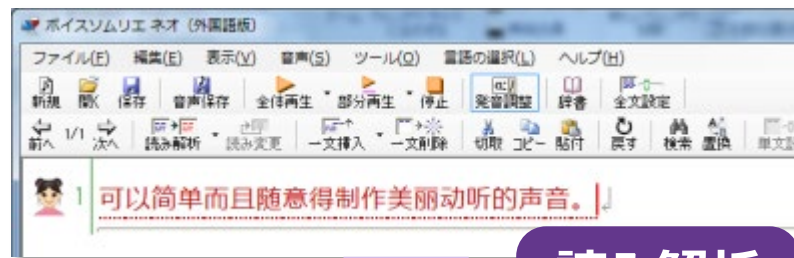 ボイスソムリエ ネオ (外国語版)
ファイル(F) 編集(E) 表示(V) 音声(S) ツール(O) 言語の選択(L) ヘルプ(H)
新規 開く 保存 音声保存 全体再生 部分再生 停止 発音調整 辞書 全文設定
前へ 1/1 次へ 読み解析 読み変更 一文挿入 一文削除 切取 コピー 貼付 戻す 検索 置換
1 可以简单而且随意得制作美丽动听的声音。
読み解析